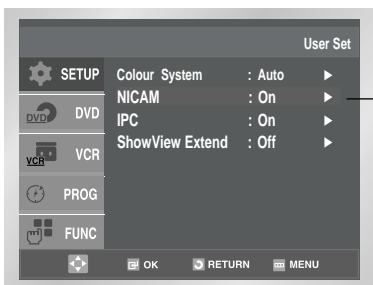 User Set
SETUP
DVD DVD
VCR VCR
PROG
FUNC
Colour System : Auto
NICAM : On
IPC : On
ShowView Extend : Off
OK RETURN MENU